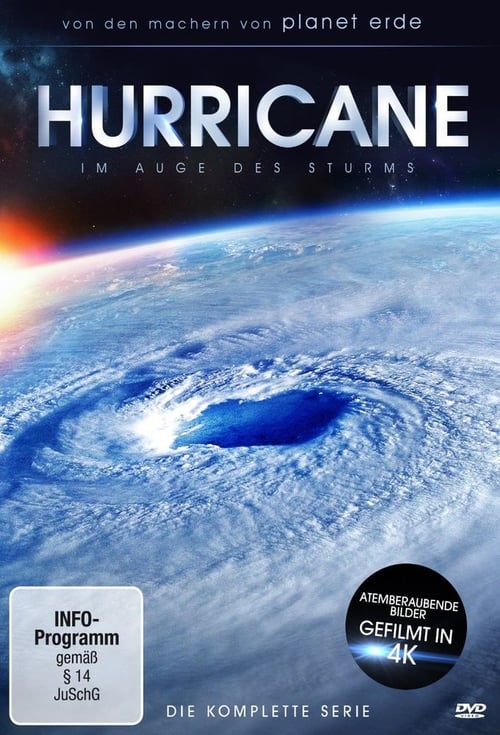 von den machern von planet erde
HURRICANE
IM AUGE DES STURMS
ATEMBERAUBENDE
BILDER
GEFILMT IN
4K
INFO-
Programm
gemäß
§ 14
JuSchG
DIE KOMPLETTE SERIE
DVD
VIDEO